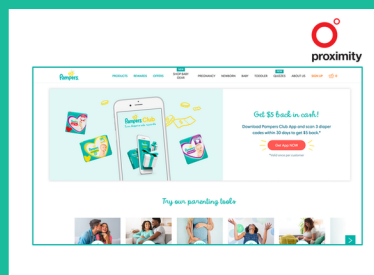 proximity
Pampers
PRODUCTS REWARDS OFFERS SHOP BABY GEAR PREGNANCY NEWBORN BABY TODDLER QUIZZES ABOUT US SIGN UP
Pampers Club
Get $5 back in cash!
Download Pampers Club App and scan 2 diaper
codes within 30 days to get $5 back.*
Get App NOW
Try our parenting tools